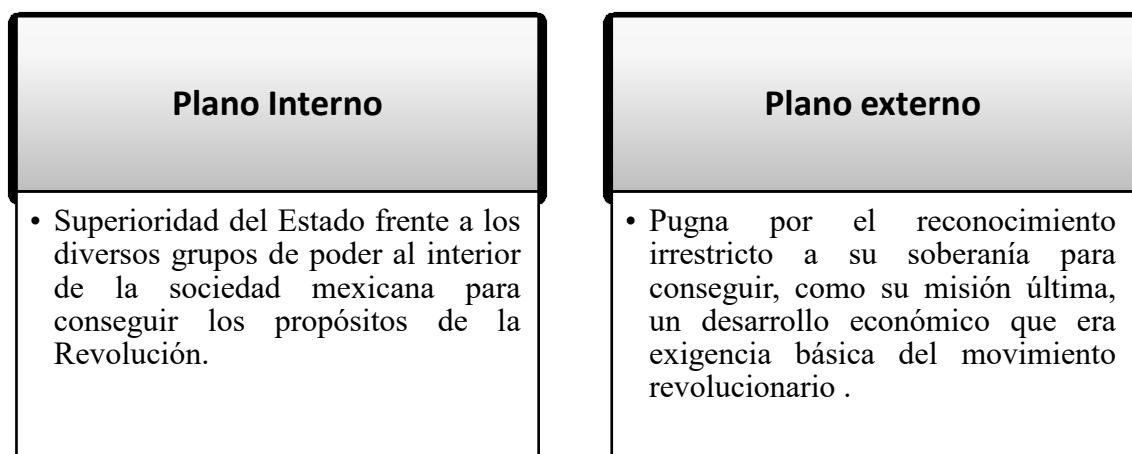 Plano Interno
• Superioridad del Estado frente a los
diversos grupos de poder al interior
de la sociedad mexicana para
conseguir los propósitos de la
Revolución.
Plano externo
• Pugna por el reconocimiento
irrestricto a su soberanía para
conseguir, como su misión última,
un desarrollo económico que era
exigencia básica del movimiento
revolucionario .